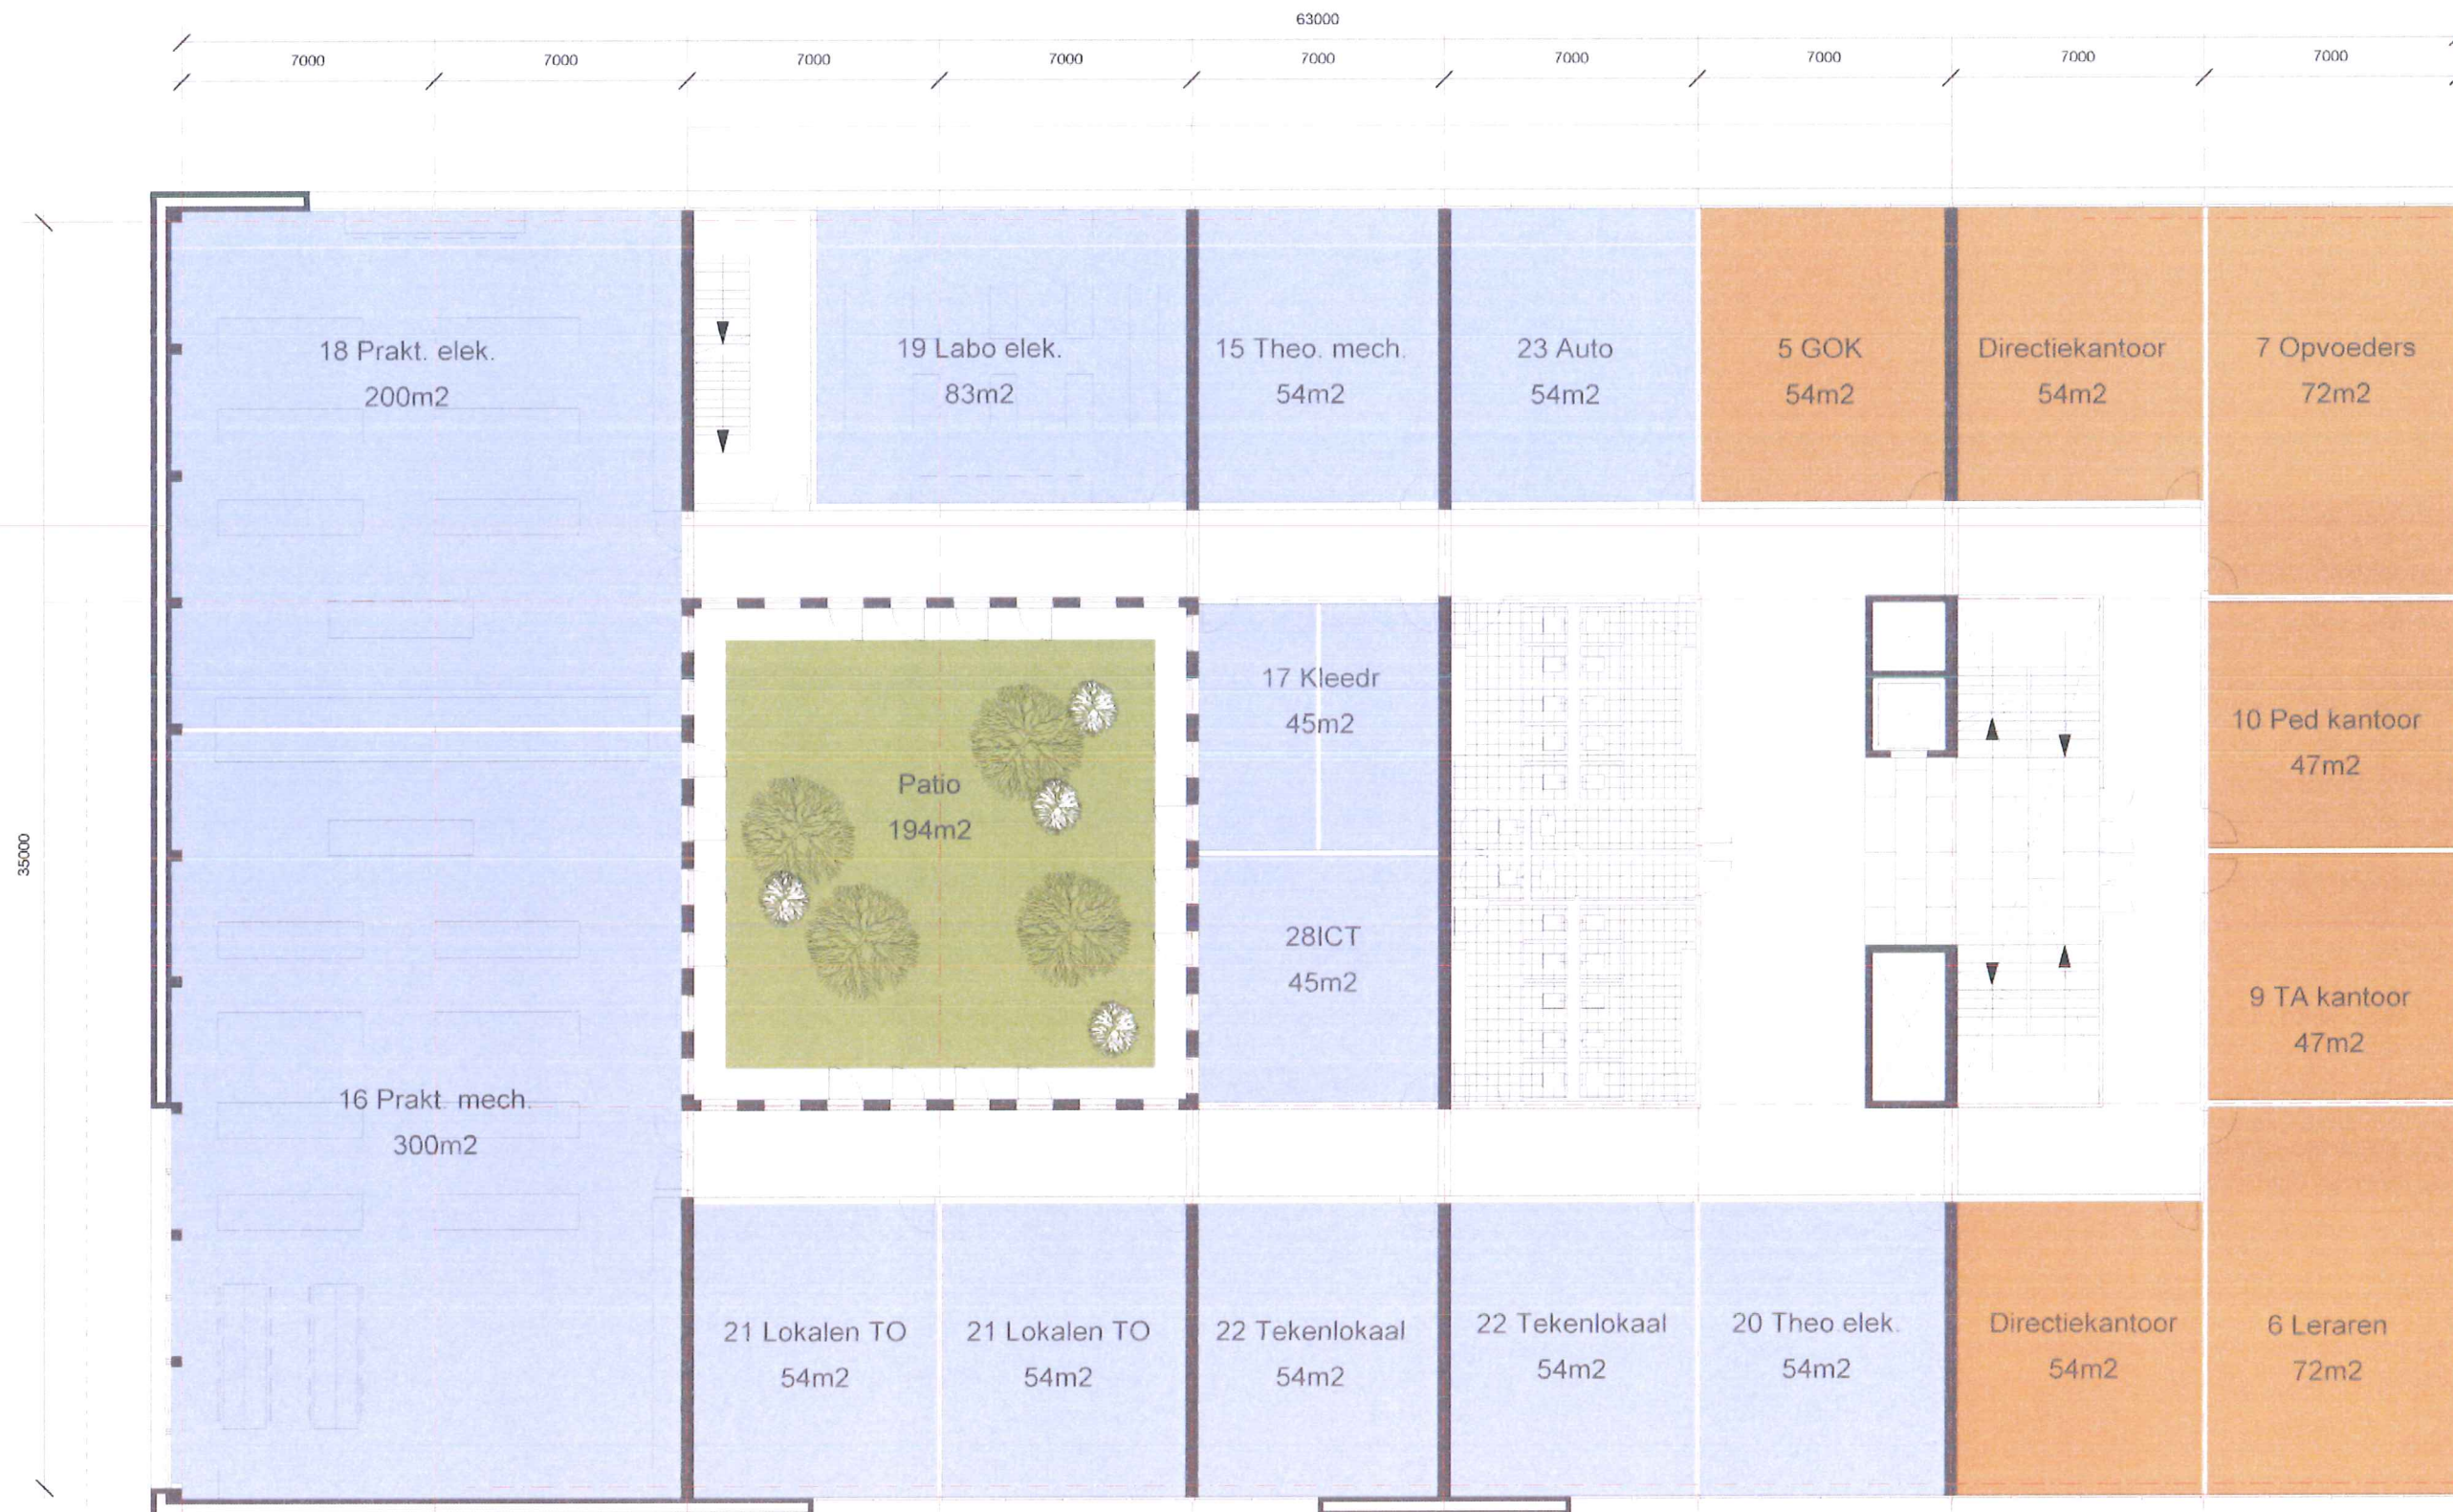 63000
7000 7000 7000 7000 7000 7000 7000 7000 7000
35000
18 Prakt. elek.
200m2
19 Labo elek.
83m2
15 Theo. mech.
54m2
23 Auto
54m2
5 GOK
54m2
Directiekantoor
54m2
7 Opvoeders
72m2
17 Kleedr
45m2
Patio
194m2
10 Ped kantoor
47m2
28ICT
45m2
9 TA kantoor
47m2
16 Prakt. mech.
300m2
21 Lokalen TO
54m2
21 Lokalen TO
54m2
22 Tekenlokaal
54m2
22 Tekenlokaal
54m2
20 Theo elek.
54m2
Directiekantoor
54m2
6 Leraren
72m2